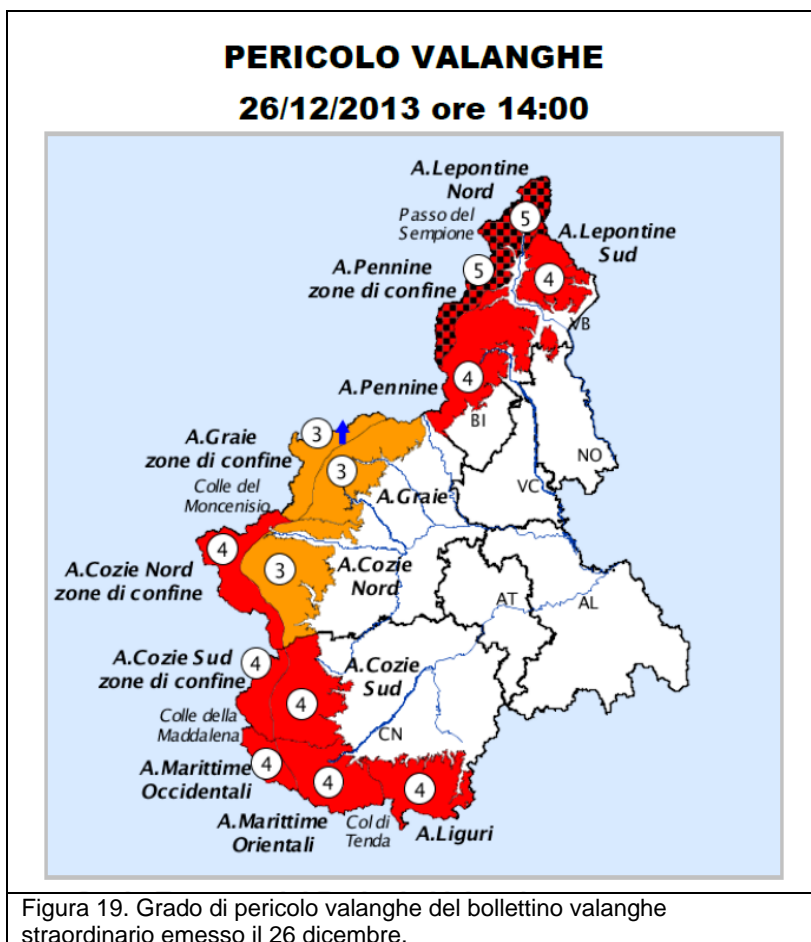 PERICOLO VALANGHE
26/12/2013 ore 14:00
A.Lepontine
Nord
Passo del
Sempione
5
A.Lepontine
Sud
A.Pennine
zone di confine
5
4
VB
A.Pennine
4
BI
A.Graie
zone di confine
3
3
NO
Colle del
Moncenisio
A.Graie
VC
4
A.Cozie Nord
zone di confine
3
A.Cozie
Nord
AT
AL
A.Cozie Sud
zone di confine
4
A.Cozie
Sud
4
Colle della
Maddalena
CN
A.Marittime
Occidentali
4
4
4
A.Marittime
Orientali
Col di
Tenda
A.Liguri
Figura 19. Grado di pericolo valanghe del bollettino valanghe
straordinario emesso il 26 dicembre.